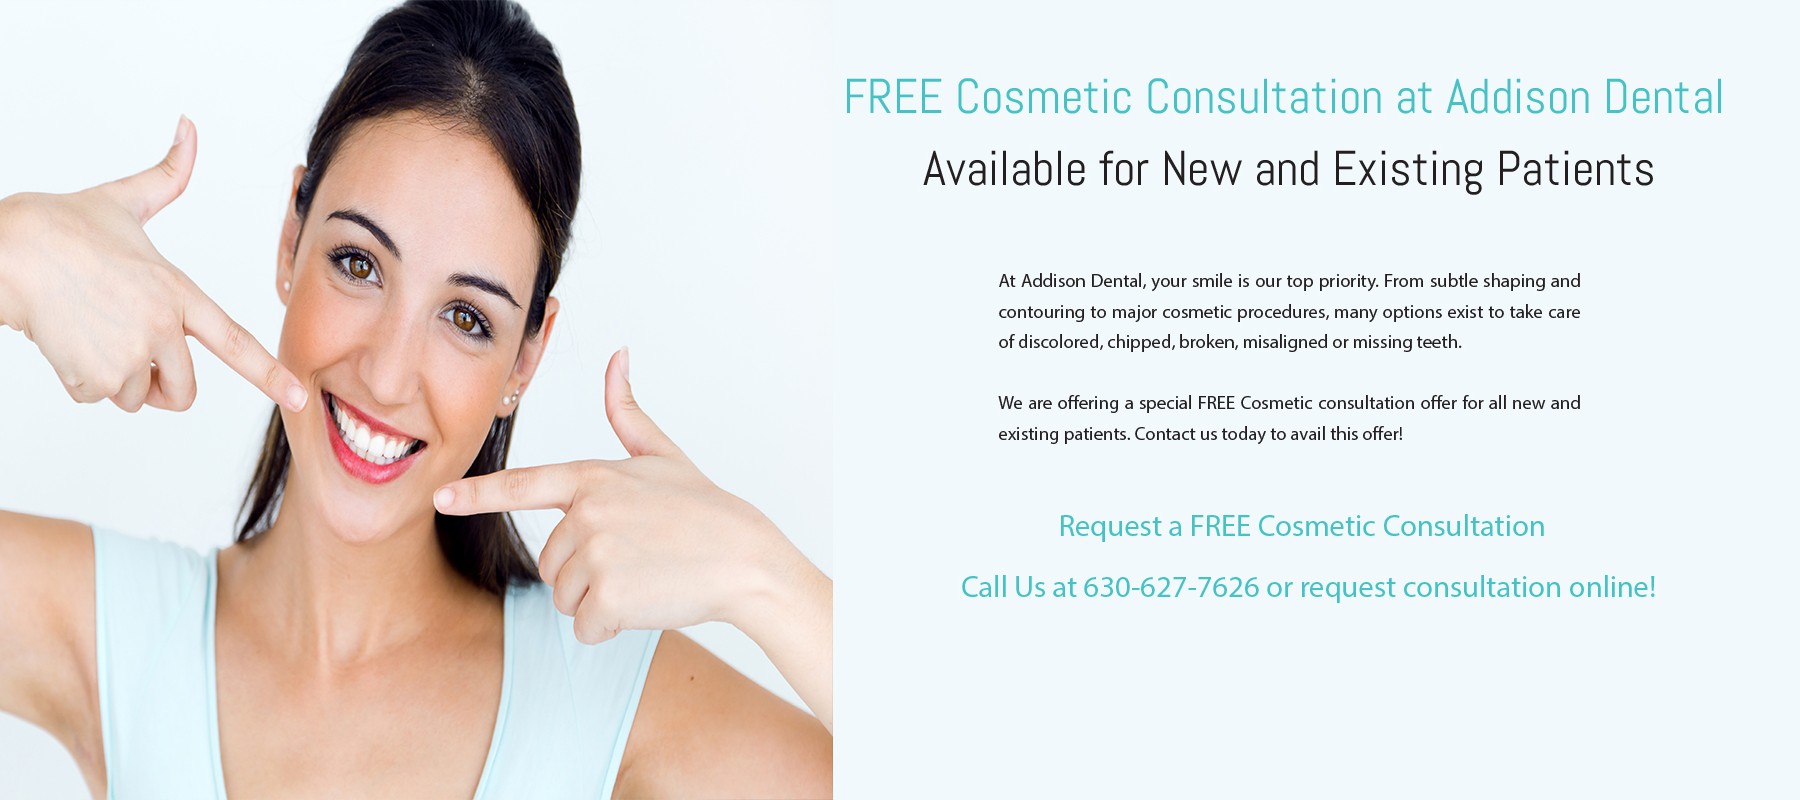 FREE Cosmetic Consultation at Addison Dental
Available for New and Existing Patients
At Addison Dental, your smile is our top priority. From subtle shaping and
contouring to major cosmetic procedures, many options exist to take care
of discolored, chipped, broken, misaligned or missing teeth.
We are offering a special FREE Cosmetic consultation offer for all new and
existing patients. Contact us today to avail this offer!
Request a FREE Cosmetic Consultation
Call Us at 630-627-7626 or request consultation online!